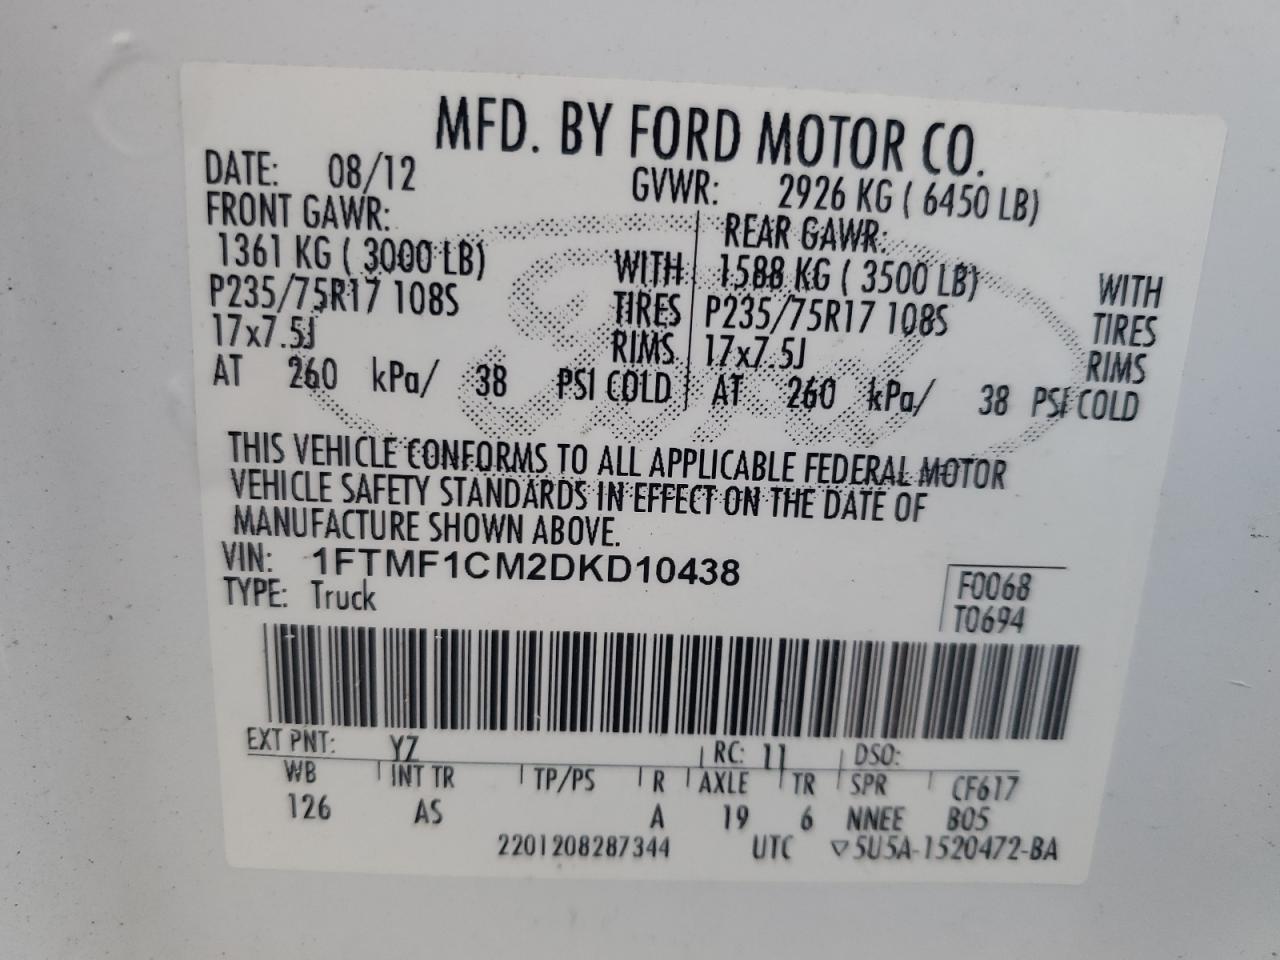 MFD. BY FORD MOTOR CO.
DATE: 08/12 GVWR: 2926 KG ( 6450 LB)
FRONT GAWR: REAR GAWR:
1361 KG ( 3000 LB) WITH 1588 KG ( 3500 LB) WITH
P235/75R17 108S TIRES P235/75R17 108S TIRES
17x7.5J RIMS 17x7.5J RIMS
AT 260 kPa/ 38 PSI COLD AT 260 kPa/ 38 PSI COLD
THIS VEHICLE CONFORMS TO ALL APPLICABLE FEDERAL MOTOR
VEHICLE SAFETY STANDARDS IN EFFECT ON THE DATE OF
MANUFACTURE SHOWN ABOVE.
VIN: 1FTMF1CM2DKD10438
TYPE: Truck
F0068
T0694
EXT PNT: YZ RC: 11 DSO:
WB INT TR TP/PS R AXLE TR SPR CF617
126 AS A 19 6 NNEE B05
2201208287344 UTC ▽5U5A-1520472-BA